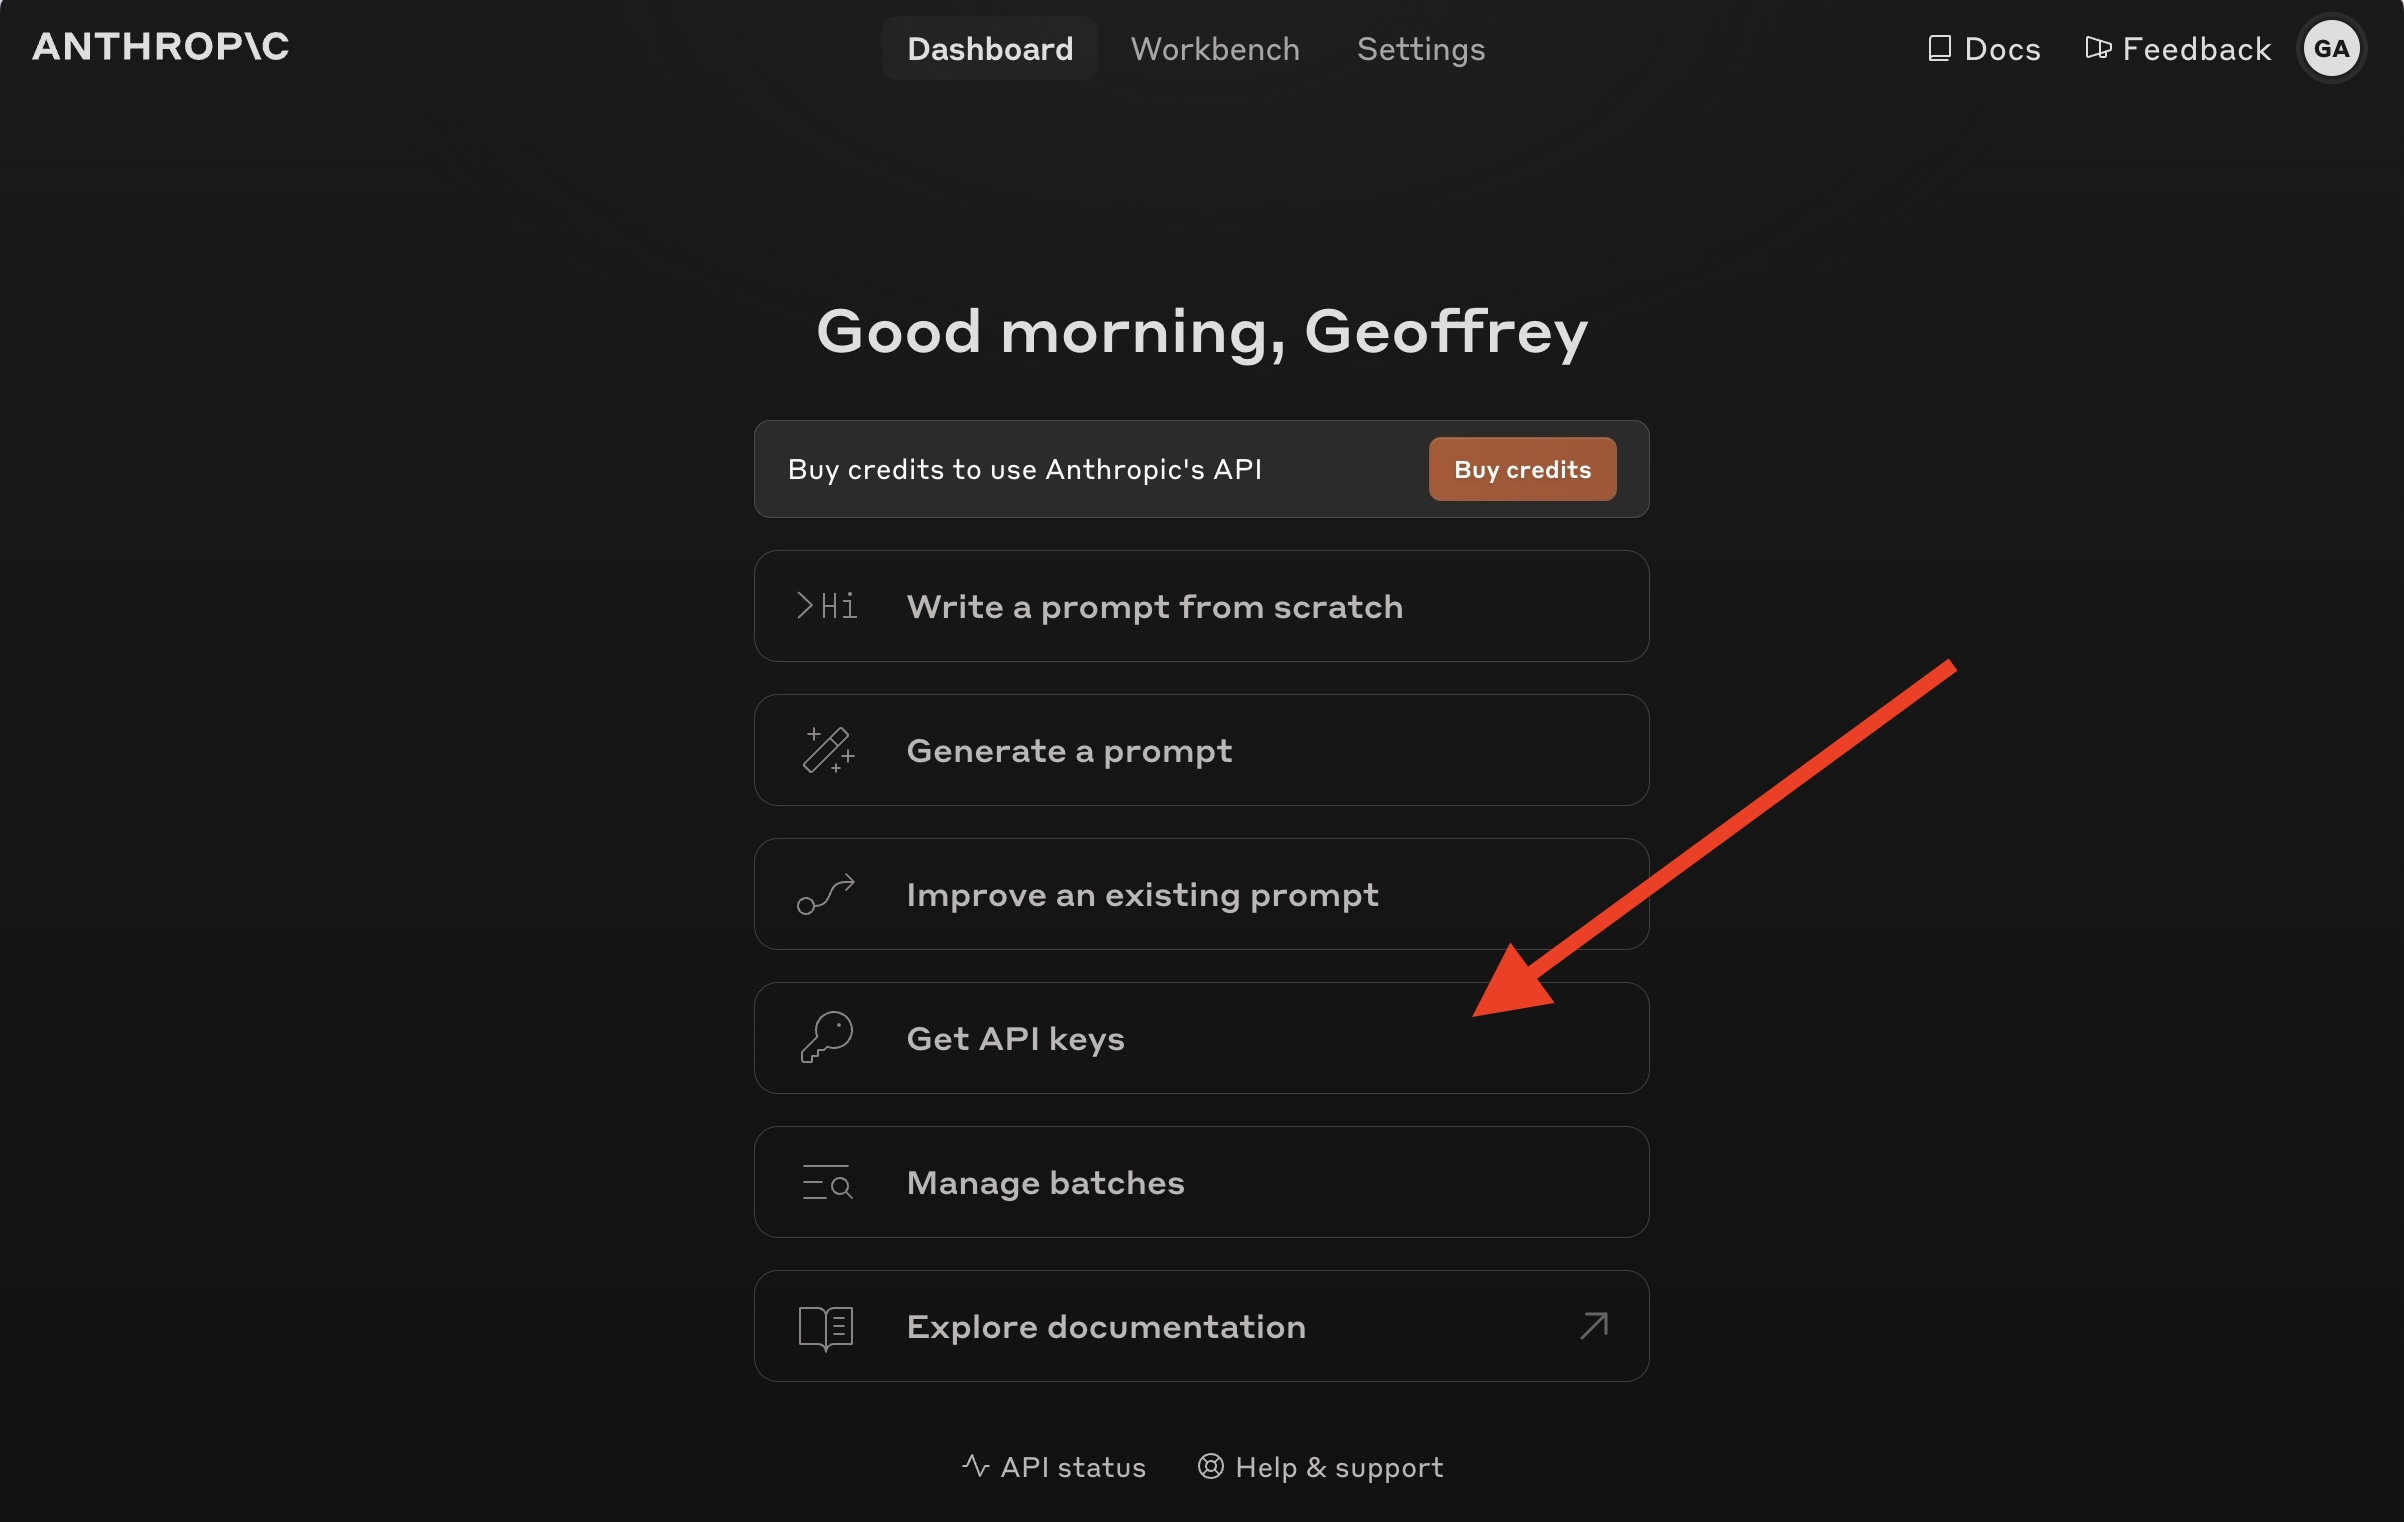 ANTHROP\C
Dashboard
Workbench
Settings
Docs
Feedback
GA
Good morning, Geoffrey
Buy credits to use Anthropic's API
Buy credits
>Hi
Write a prompt from scratch
Generate a prompt
Improve an existing prompt
Get API keys
Manage batches
Explore documentation
API status
Help & support